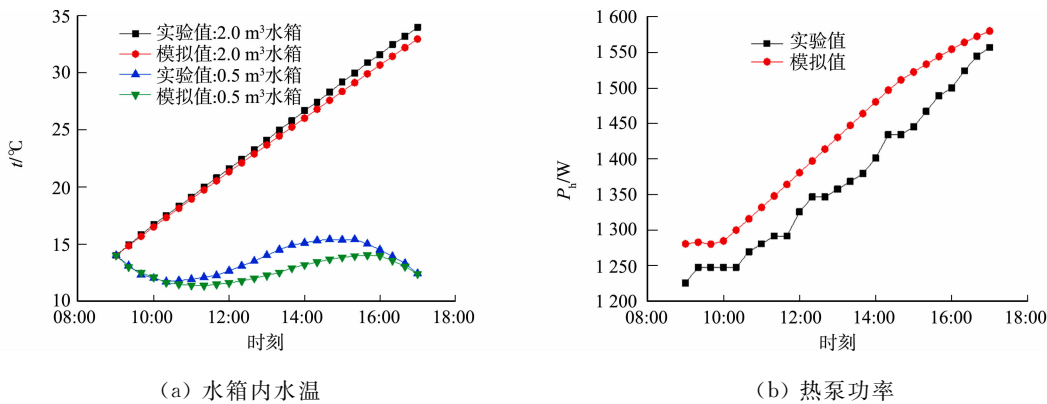 35
30
25
20
15
10
t/℃
实验值:2.0 m³水箱
模拟值:2.0 m³水箱
实验值:0.5 m³水箱
模拟值:0.5 m³水箱
08:00 10:00 12:00 14:00 16:00 18:00
时刻
(a) 水箱内水温
1 600
1 550
1 500
1 450
1 400
1 350
1 300
1 250
1 200
Pₕ/W
实验值
模拟值
08:00 10:00 12:00 14:00 16:00 18:00
时刻
(b) 热泵功率